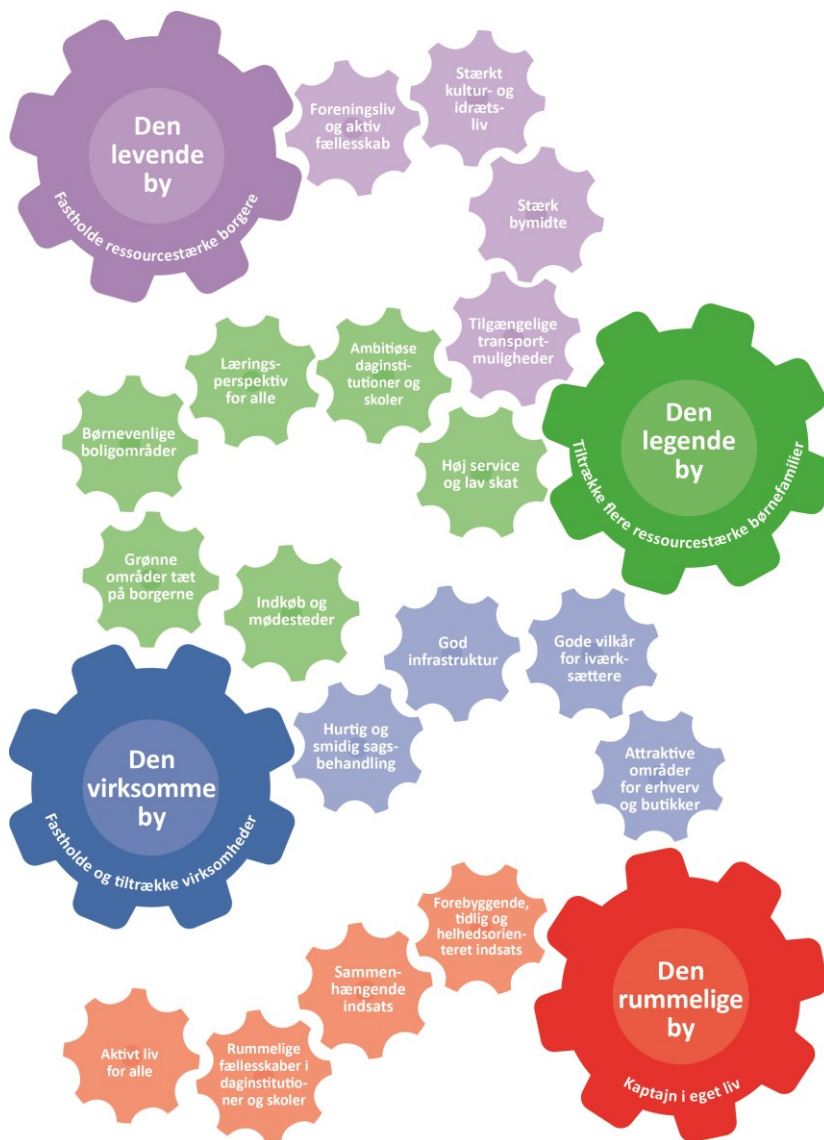 Den
levende
by
Fastholde ressourcestærke borgere
Foreningsliv
og aktiv
fællesskab
Stærkt
kultur- og
idræts-
liv
Stærk
bymidte
Tilgængelige
transport-
muligheder
Den
legende
by
Tiltrække flere ressourcestærke børnefamilier
Lærings-
perspektiv
for alle
Ambitiøse
daginsti-
tutioner og
skoler
Børnevenlige
boligområder
Høj service
og lav skat
Grønne
områder tæt
på borgerne
Indkøb og
mødesteder
Den
virksomme
by
Fastholde og tiltrække virksomheder
God
infrastruktur
Gode vilkår
for iværk-
sættere
Hurtig og
smidig sags-
behandling
Attraktive
områder
for erhverv
og butikker
Den
rummelige
by
Kaptajn i eget liv
Forebyggende,
tidlig og
helhedsorien-
teret indsats
Sammen-
hængende
indsats
Aktivt liv
for alle
Rummelige
fællesskaber i
daginstitutio-
ner og skoler